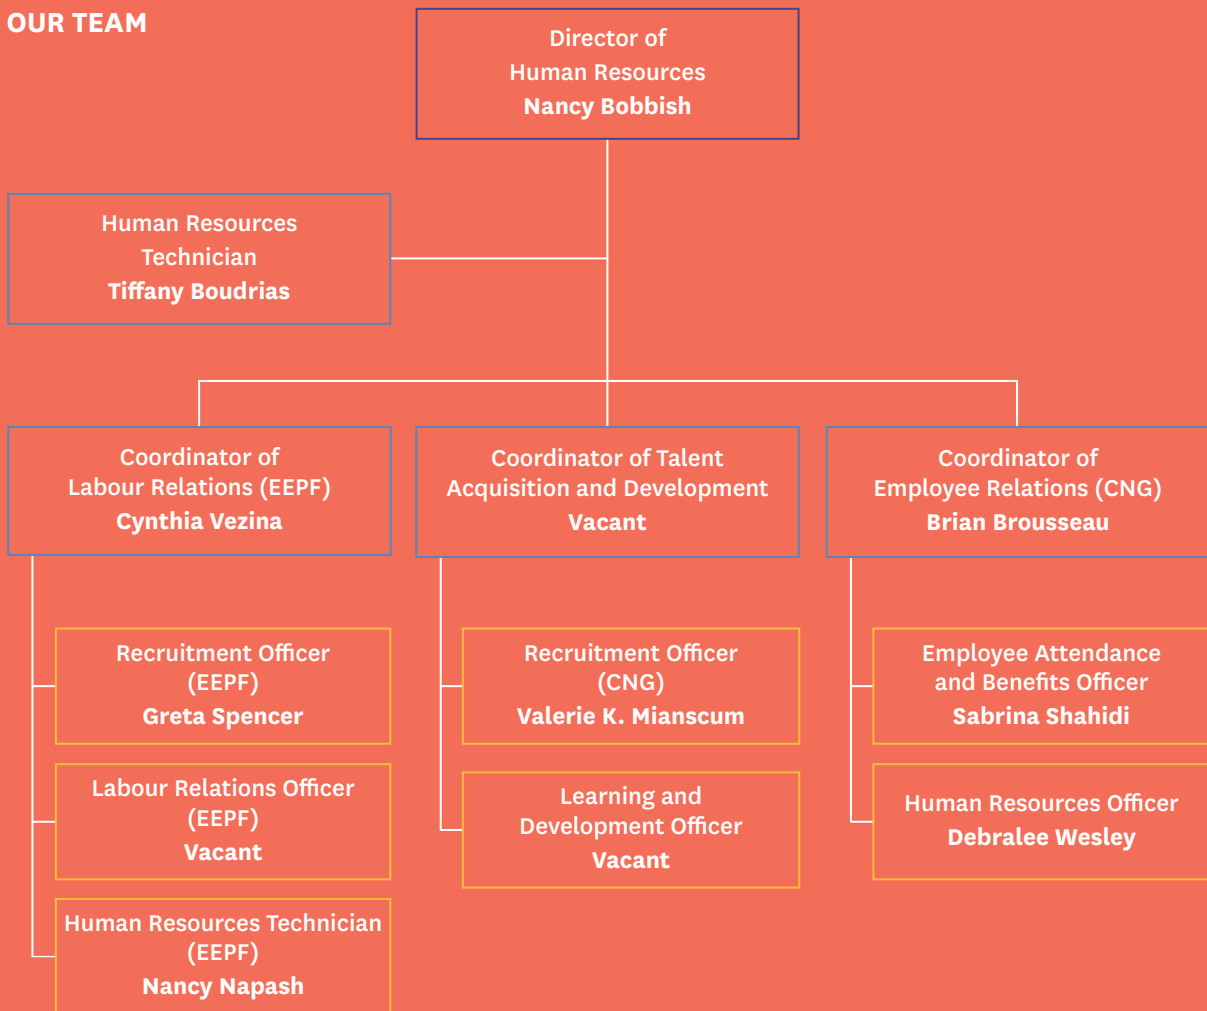 OUR TEAM
Director of
Human Resources
Nancy Bobbish
Human Resources
Technician
Tiffany Boudrias
Coordinator of
Labour Relations (EEPF)
Cynthia Vezina
Coordinator of Talent
Acquisition and Development
Vacant
Coordinator of
Employee Relations (CNG)
Brian Brousseau
Recruitment Officer
(EEPF)
Greta Spencer
Labour Relations Officer
(EEPF)
Vacant
Human Resources Technician
(EEPF)
Nancy Napash
Recruitment Officer
(CNG)
Valerie K. Mianscum
Learning and
Development Officer
Vacant
Employee Attendance
and Benefits Officer
Sabrina Shahidi
Human Resources Officer
Debralee Wesley